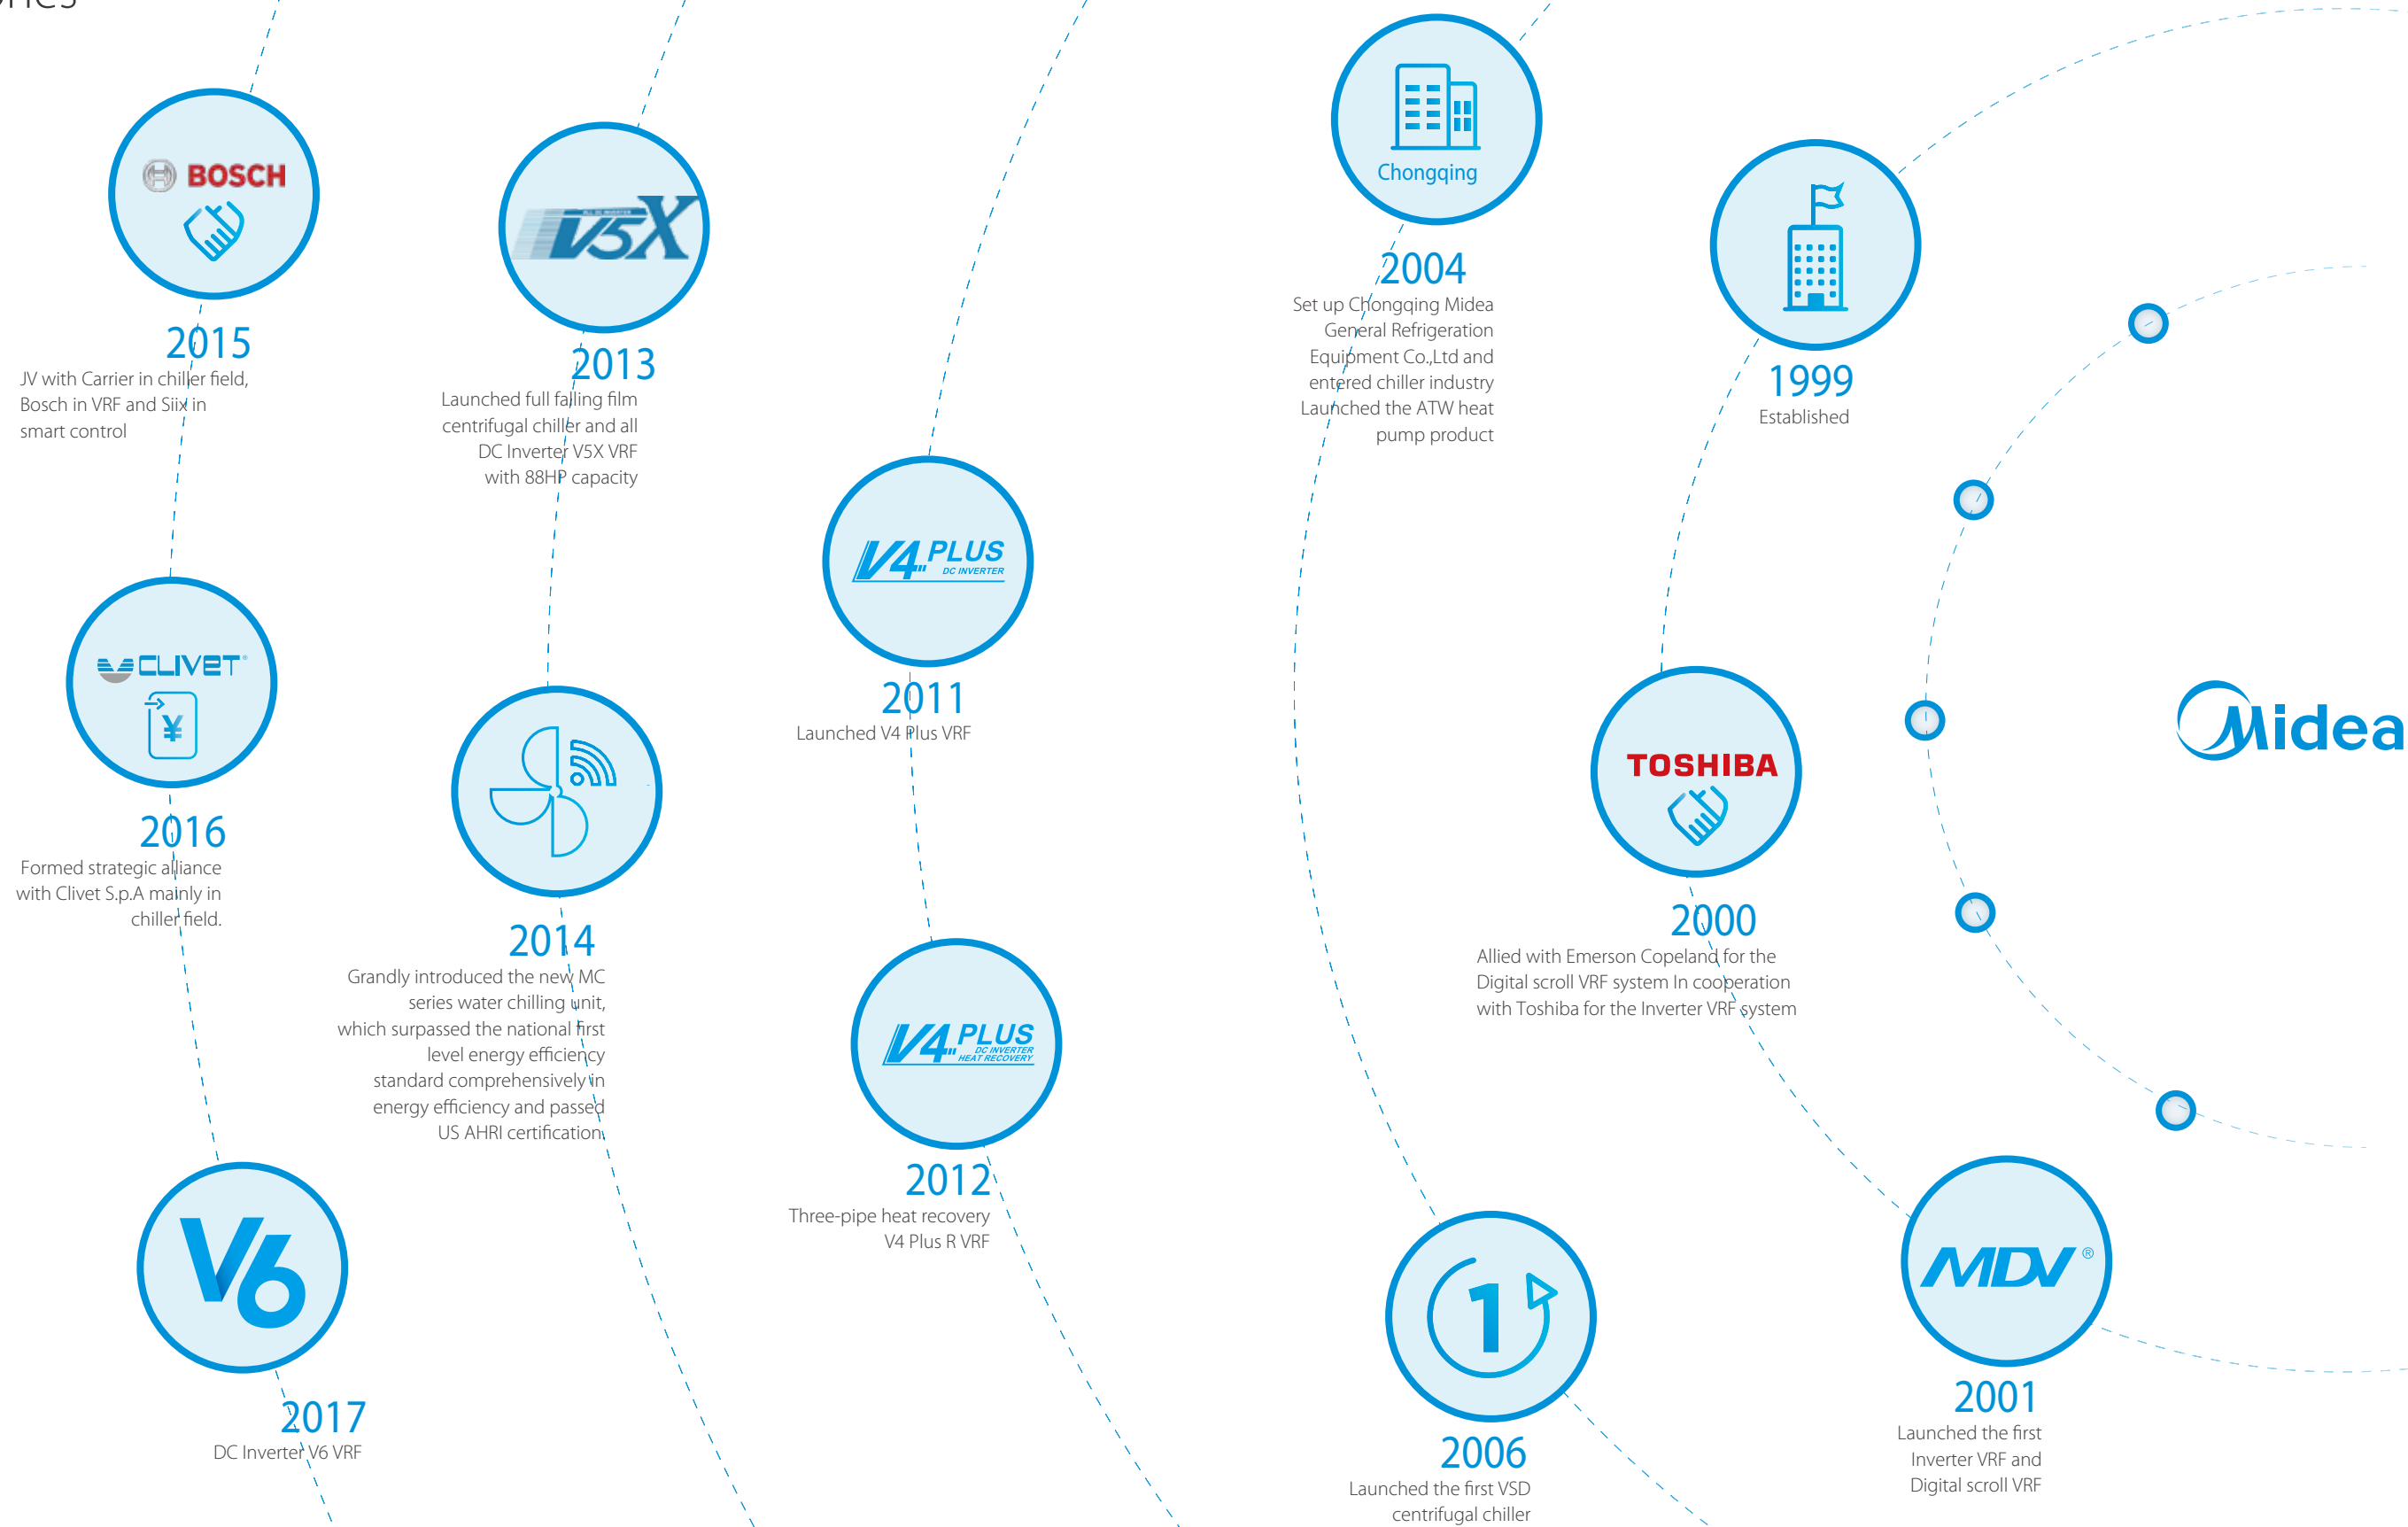 BOSCH
2015
JV with Carrier in chiller field,
Bosch in VRF and Siix in
smart control
CLIVET®
¥
2016
Formed strategic alliance
with Clivet S.p.A mainly in
chiller field.
V6
2017
DC Inverter V6 VRF
ALL DC INVERTER
V5X
2013
Launched full falling film
centrifugal chiller and all
DC Inverter V5X VRF
with 88HP capacity
2014
Grandly introduced the new MC
series water chilling unit,
which surpassed the national first
level energy efficiency
standard comprehensively in
energy efficiency and passed
US AHRI certification.
V4 PLUS
DC INVERTER
2011
Launched V4 Plus VRF
V4 PLUS
DC INVERTER
HEAT RECOVERY
2012
Three-pipe heat recovery
V4 Plus R VRF
Chongqing
2004
Set up Chongqing Midea
General Refrigeration
Equipment Co.,Ltd and
entered chiller industry
Launched the ATW heat
pump product
1
2006
Launched the first VSD
centrifugal chiller
1999
Established
TOSHIBA
2000
Allied with Emerson Copeland for the
Digital scroll VRF system In cooperation
with Toshiba for the Inverter VRF system
MDV®
2001
Launched the first
Inverter VRF and
Digital scroll VRF
Midea